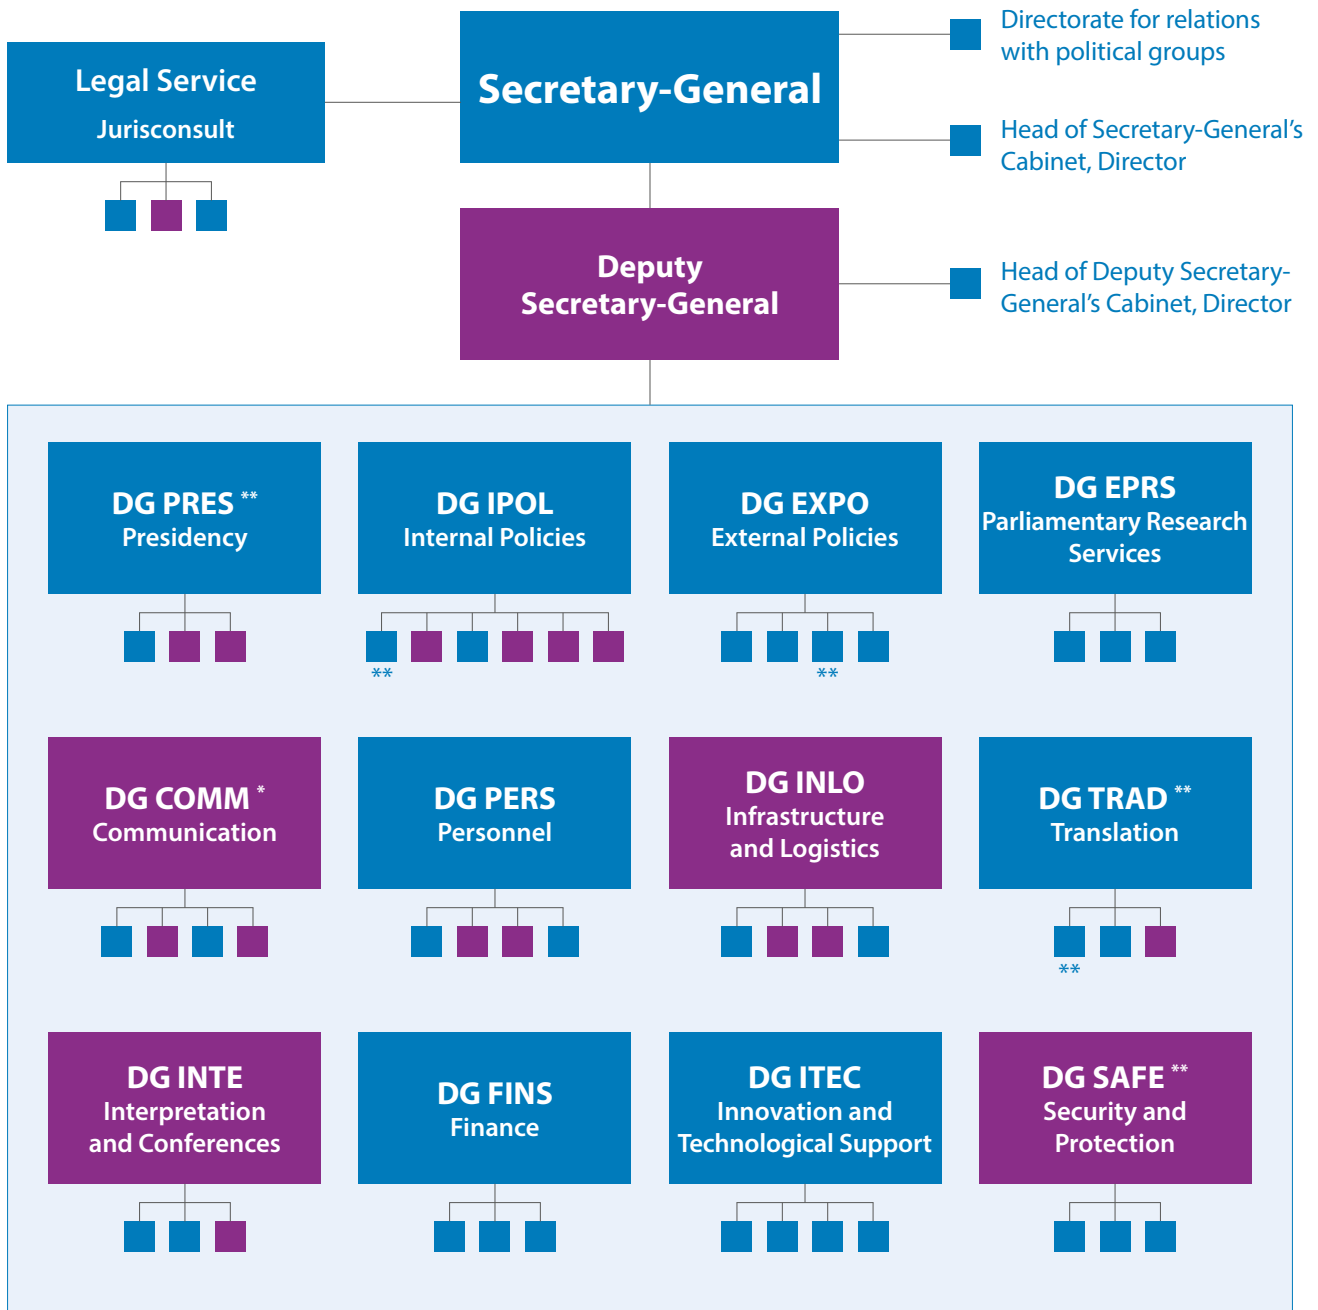 Directorate for relations
with political groups
Legal Service
Jurisconsult
Secretary-General
Head of Secretary-General’s
Cabinet, Director
Deputy
Secretary-General
Head of Deputy Secretary-
General’s Cabinet, Director
DG PRES **
Presidency
DG IPOL
Internal Policies
DG EXPO
External Policies
DG EPRS
Parliamentary Research
Services
**
**
DG COMM *
Communication
DG PERS
Personnel
DG INLO
Infrastructure
and Logistics
DG TRAD **
Translation
**
DG INTE
Interpretation
and Conferences
DG FINS
Finance
DG ITEC
Innovation and
Technological Support
DG SAFE **
Security and
Protection